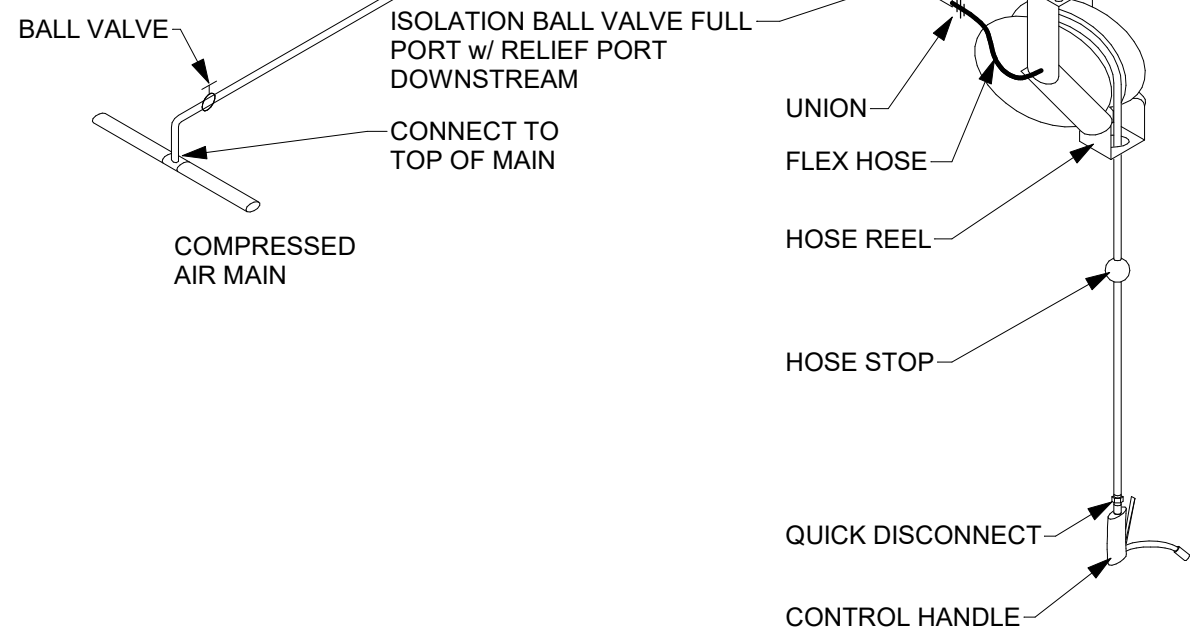 BALL VALVE
ISOLATION BALL VALVE FULL
PORT w/ RELIEF PORT
DOWNSTREAM
CONNECT TO
TOP OF MAIN
COMPRESSED
AIR MAIN
UNION
FLEX HOSE
HOSE REEL
HOSE STOP
QUICK DISCONNECT
CONTROL HANDLE